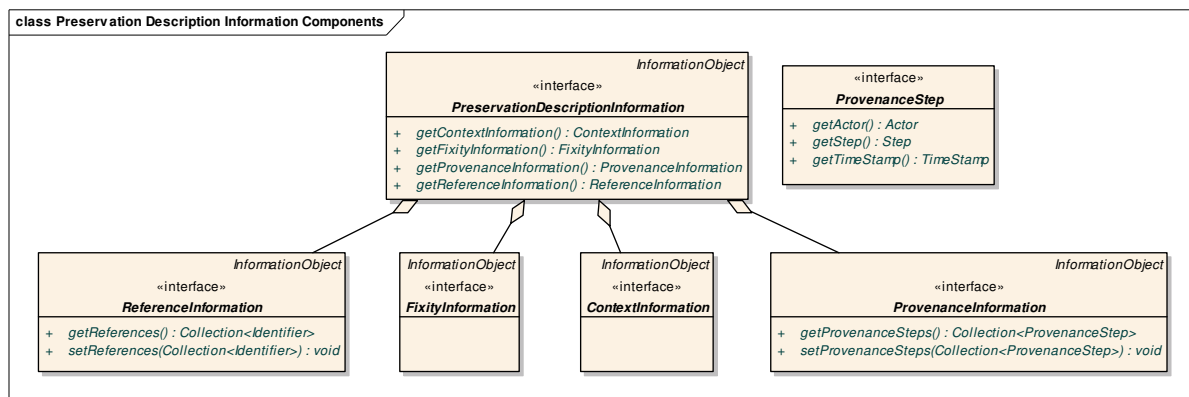 class Preservation Description Information Components
InformationObject
«interface»
PreservationDescriptionInformation
+ getContextInformation() : ContextInformation
+ getFixityInformation() : FixityInformation
+ getProvenanceInformation() : ProvenanceInformation
+ getReferenceInformation() : ReferenceInformation
«interface»
ProvenanceStep
+ getActor() : Actor
+ getStep() : Step
+ getTimeStamp() : TimeStamp
InformationObject
«interface»
ReferenceInformation
+ getReferences() : Collection<Identifier>
+ setReferences(Collection<Identifier>) : void
InformationObject
«interface»
FixityInformation
InformationObject
«interface»
ContextInformation
InformationObject
«interface»
ProvenanceInformation
+ getProvenanceSteps() : Collection<ProvenanceStep>
+ setProvenanceSteps(Collection<ProvenanceStep>) : void